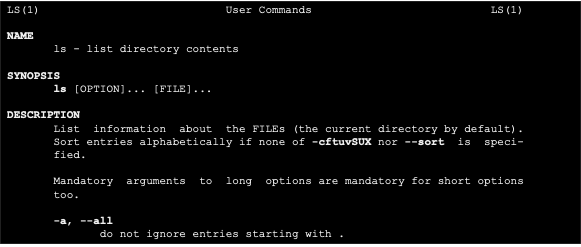 LS(1) User Commands LS(1)
NAME
ls - list directory contents
SYNOPSIS
ls [OPTION]... [FILE]...
DESCRIPTION
List information about the FILEs (the current directory by default).
Sort entries alphabetically if none of -cftuvSUX nor --sort is speci-
fied.
Mandatory arguments to long options are mandatory for short options
too.
-a, --all
do not ignore entries starting with .